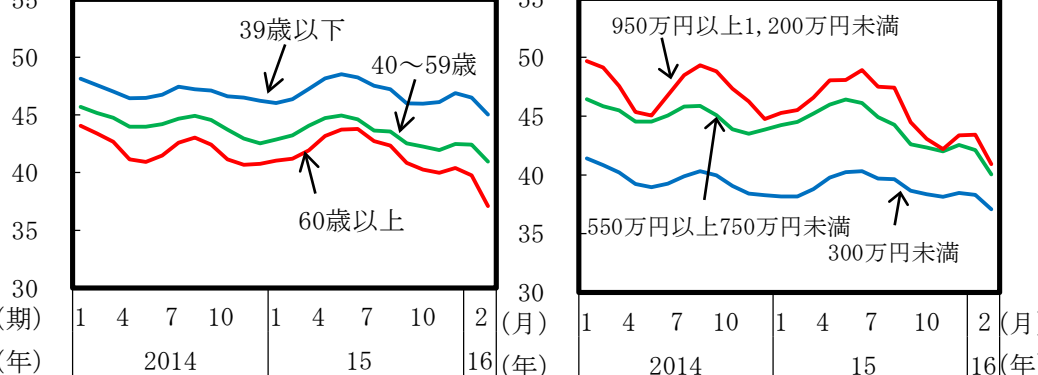 55
50
45
40
35
30
39歳以下
40～59歳
60歳以上
(期)
1 4 7 10 1 4 7 10 2
(月)
(年)
2014 15 16
(年)
55
50
45
40
35
30
950万円以上1,200万円未満
550万円以上750万円未満
300万円未満
1 4 7 10 1 4 7 10 2
(月)
2014 15 16
(年)